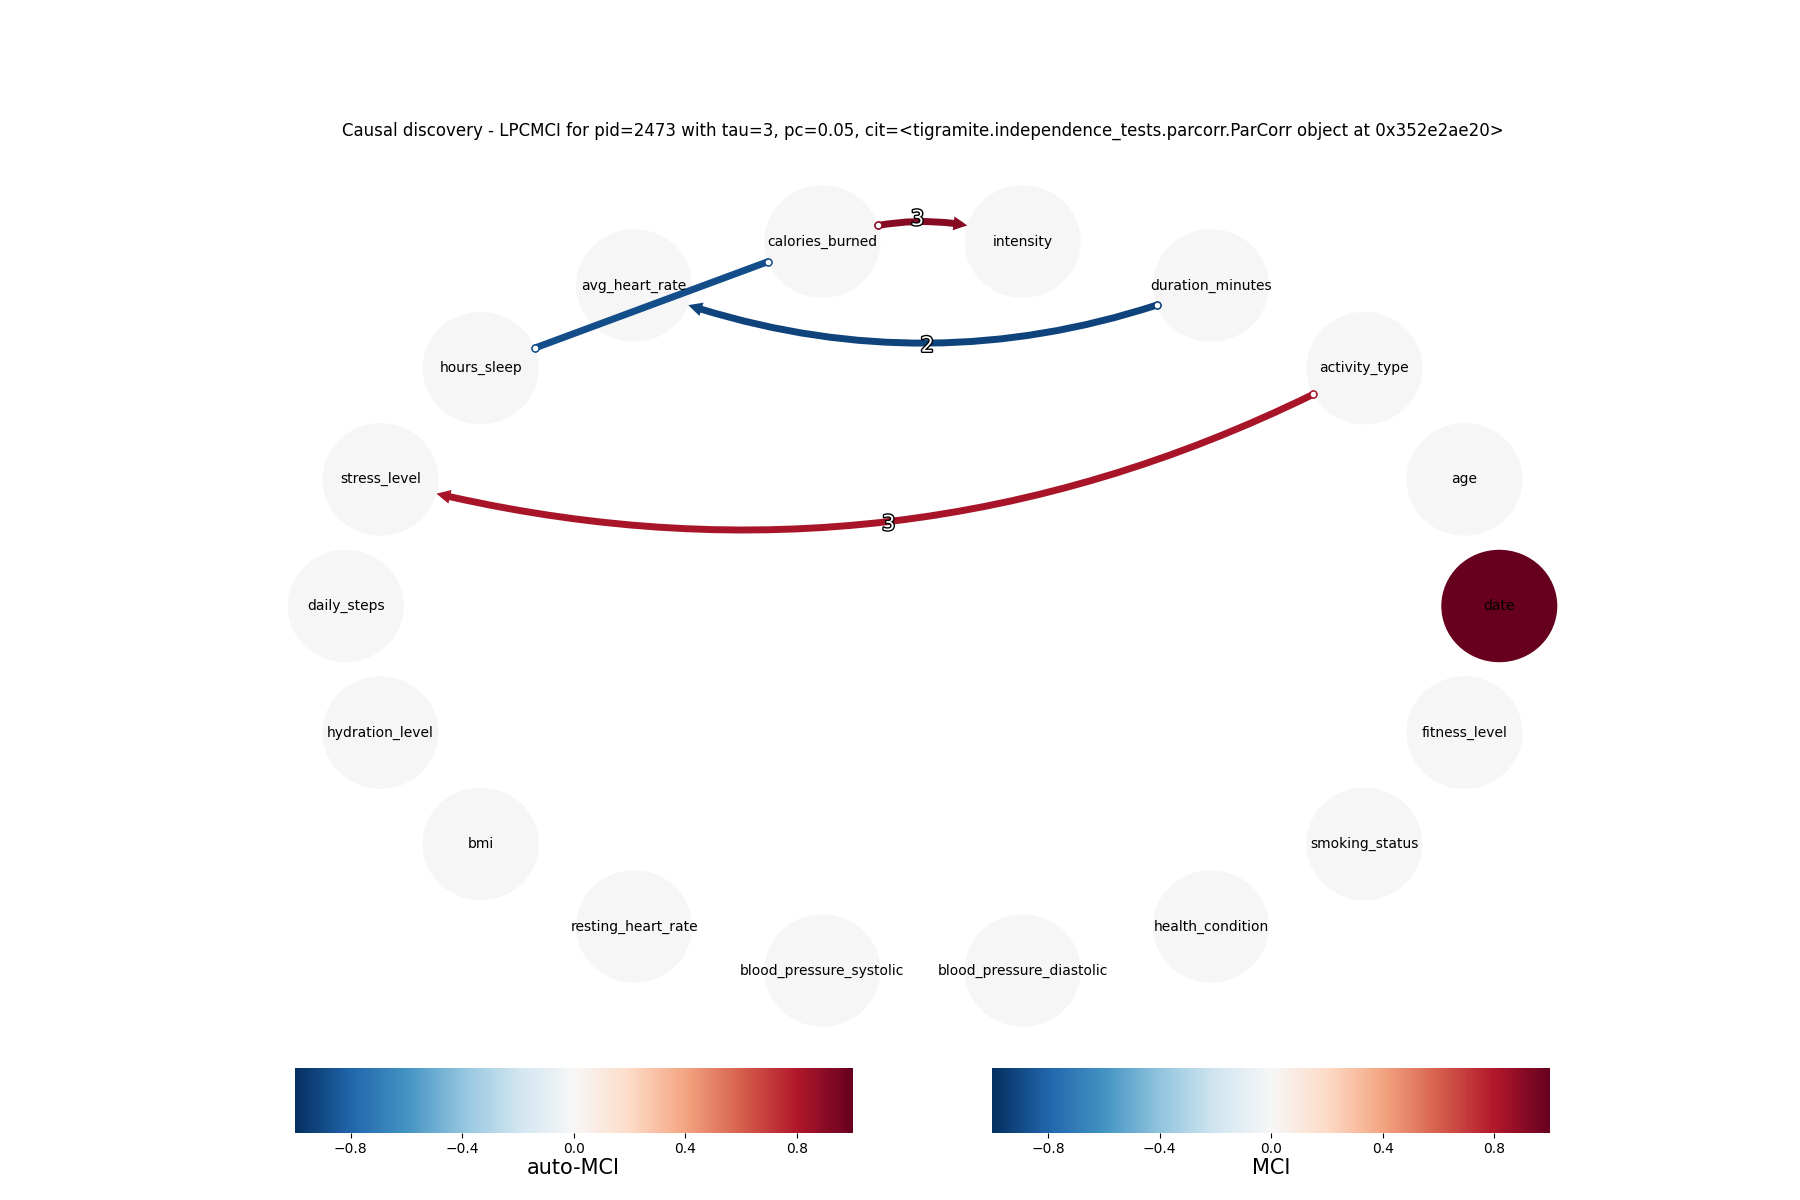 Causal discovery - LPCMCI for pid=2473 with tau=3, pc=0.05, cit=<tigramite.independence_tests.parcorr.ParCorr object at 0x352e2ae20>
3
calories_burned
intensity
avg_heart_rate
duration_minutes
2
hours_sleep
activity_type
stress_level
age
3
daily_steps
date
hydration_level
fitness_level
bmi
smoking_status
resting_heart_rate
health_condition
blood_pressure_systolic
blood_pressure_diastolic
−0.8 −0.4 0.0 0.4 0.8
auto-MCI
−0.8 −0.4 0.0 0.4 0.8
MCI